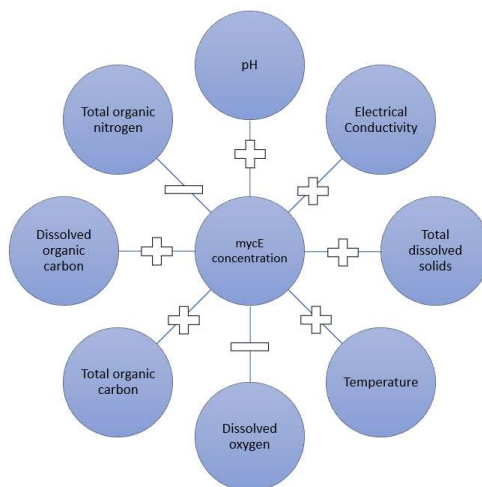 pH
Total organic
nitrogen
Electrical
Conductivity
Dissolved
organic
carbon
mycE
concentration
Total
dissolved
solids
Total organic
carbon
Temperature
Dissolved
oxygen